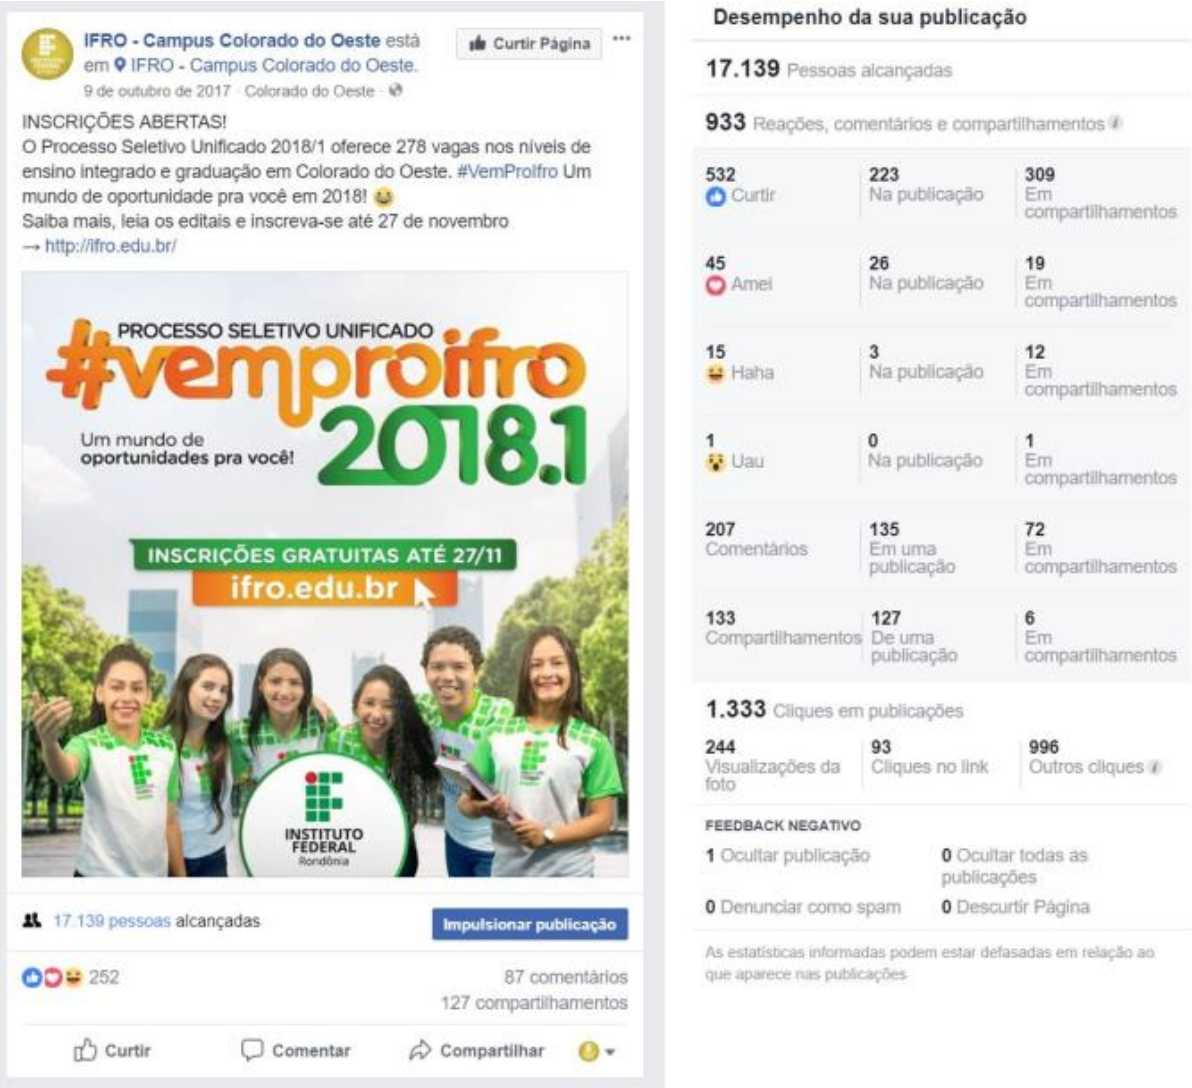 IFRO - Campus Colorado do Oeste está
em IFRO - Campus Colorado do Oeste.
9 de outubro de 2017 · Colorado do Oeste ·
Curtir Página
INSCRIÇÕES ABERTAS!
O Processo Seletivo Unificado 2018/1 oferece 278 vagas nos níveis de
ensino integrado e graduação em Colorado do Oeste. #VemProIfro Um
mundo de oportunidade pra você em 2018! 😂
Saiba mais, leia os editais e inscreva-se até 27 de novembro
→ http://ifro.edu.br/
PROCESSO SELETIVO UNIFICADO
#vemproifro
2018.1
Um mundo de
oportunidades pra você!
INSCRIÇÕES GRATUITAS ATÉ 27/11
ifro.edu.br
INSTITUTO
FEDERAL
Rondônia
17.139 pessoas alcançadas
Impulsionar publicação
252
87 comentários
127 compartilhamentos
Curtir
Comentar
Compartilhar
Desempenho da sua publicação
17.139 Pessoas alcançadas
933 Reações, comentários e compartilhamentos
532
Curtir
223
Na publicação
309
Em
compartilhamentos
45
Amei
26
Na publicação
19
Em
compartilhamentos
15
Haha
3
Na publicação
12
Em
compartilhamentos
1
Uau
0
Na publicação
1
Em
compartilhamentos
207
Comentários
135
Em uma
publicação
72
Em
compartilhamentos
133
Compartilhamentos
127
De uma
publicação
6
Em
compartilhamentos
1.333 Cliques em publicações
244
Visualizações da
foto
93
Cliques no link
996
Outros cliques
FEEDBACK NEGATIVO
1 Ocultar publicação
0 Ocultar todas as
publicações
0 Denunciar como spam
0 Descurtir Página
As estatísticas informadas podem estar defasadas em relação ao
que aparece nas publicações